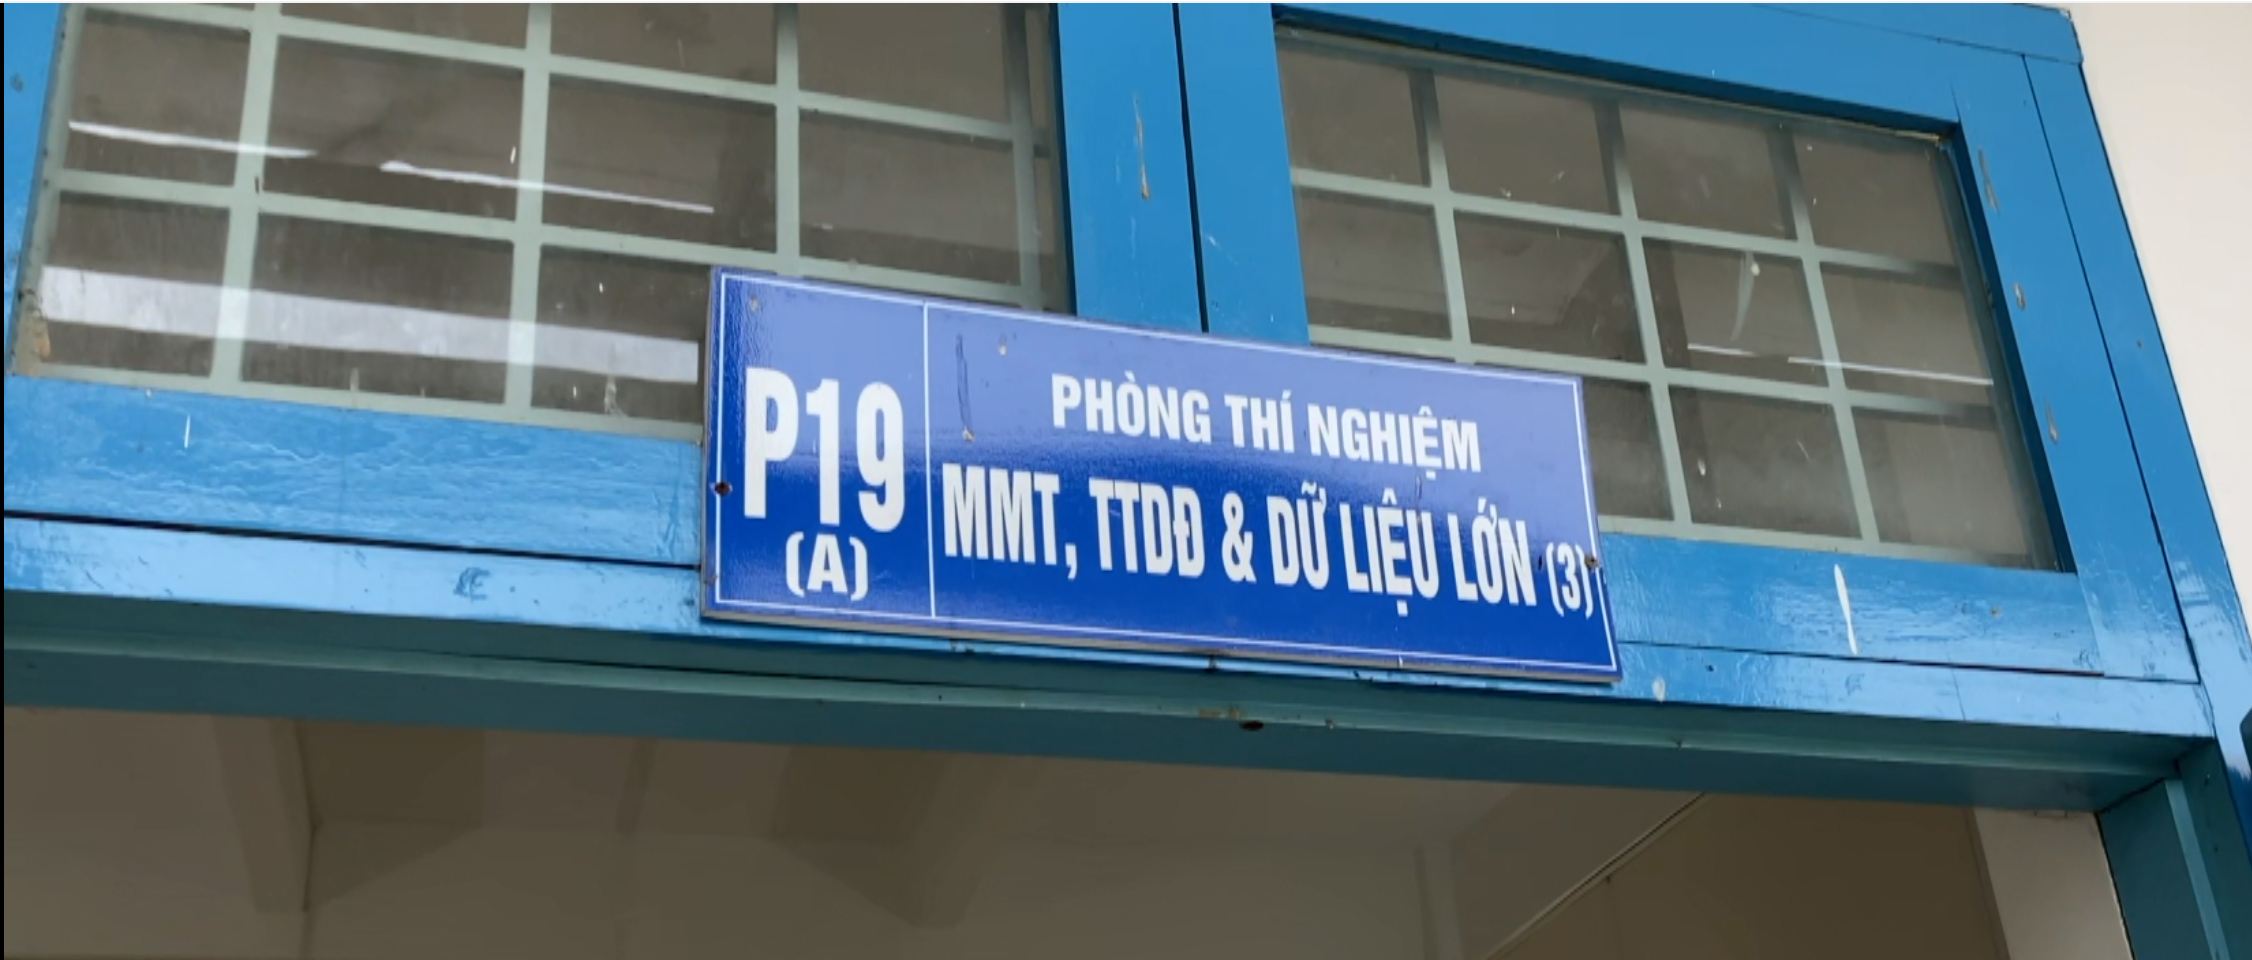 P19
(A)
PHÒNG THÍ NGHIỆM
MMT, TTDĐ & DỮ LIỆU LỚN (3)